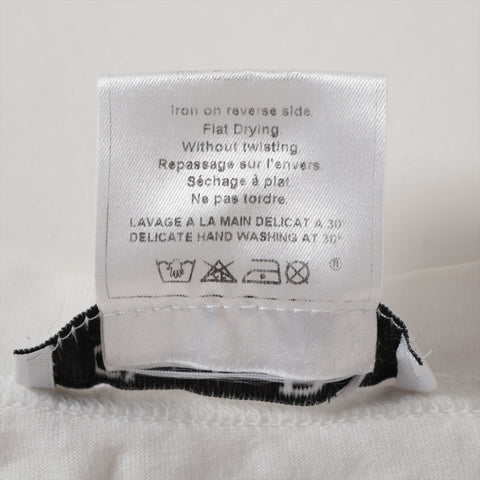 Iron on reverse side.
Flat Drying.
Without twisting.
Repassage sur l'envers.
Séchage à plat.
Ne pas tordre.
LAVAGE A LA MAIN DELICAT A 30°
DELICATE HAND WASHING AT 30°
®